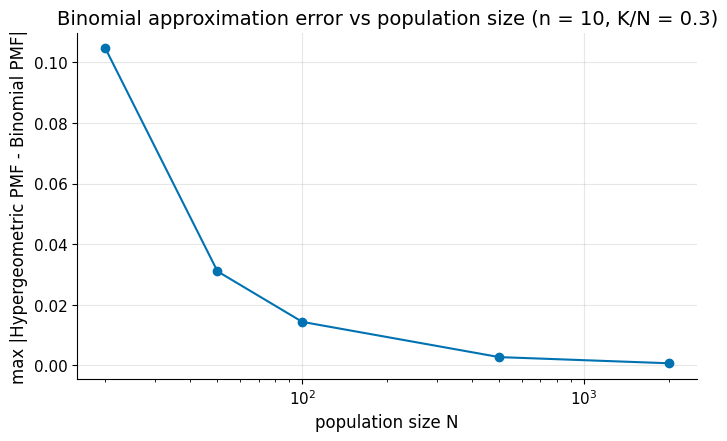 Binomial approximation error vs population size (n = 10, K/N = 0.3)
max |Hypergeometric PMF - Binomial PMF|
0.10
0.08
0.06
0.04
0.02
0.00
10²
10³
population size N